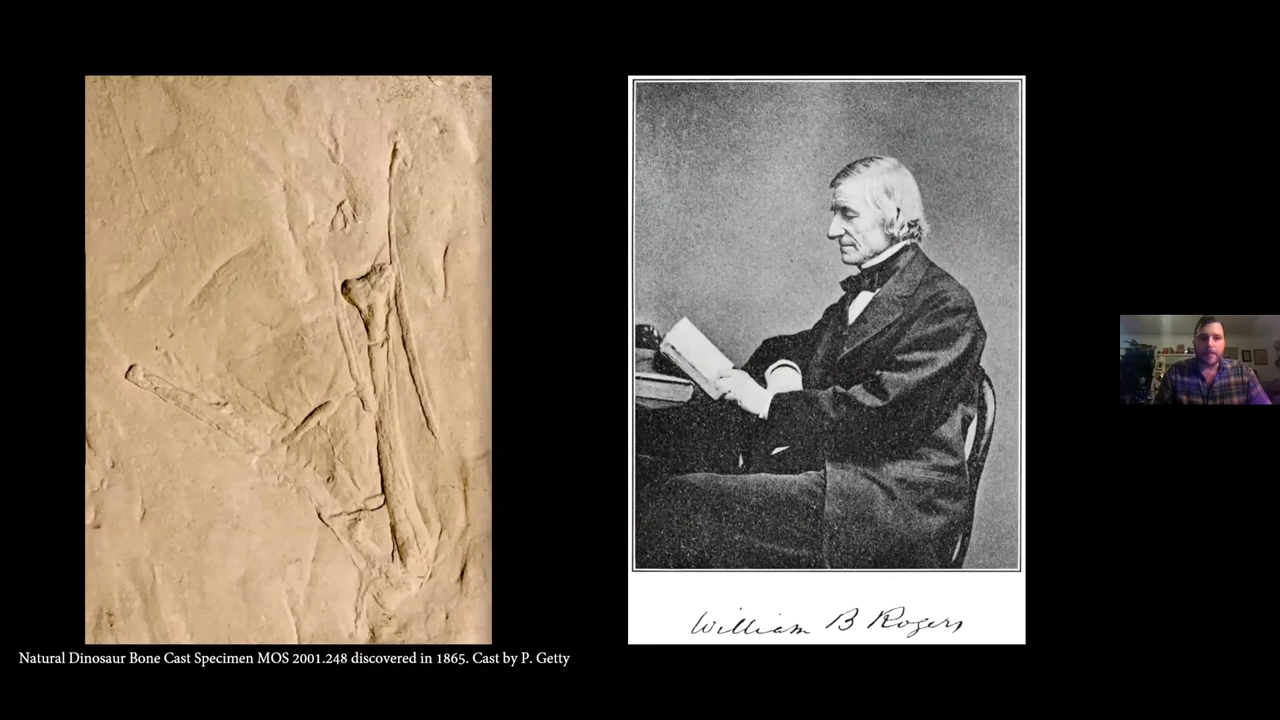 William B Rogers
Natural Dinosaur Bone Cast Specimen MOS 2001.248 discovered in 1865. Cast by P. Getty